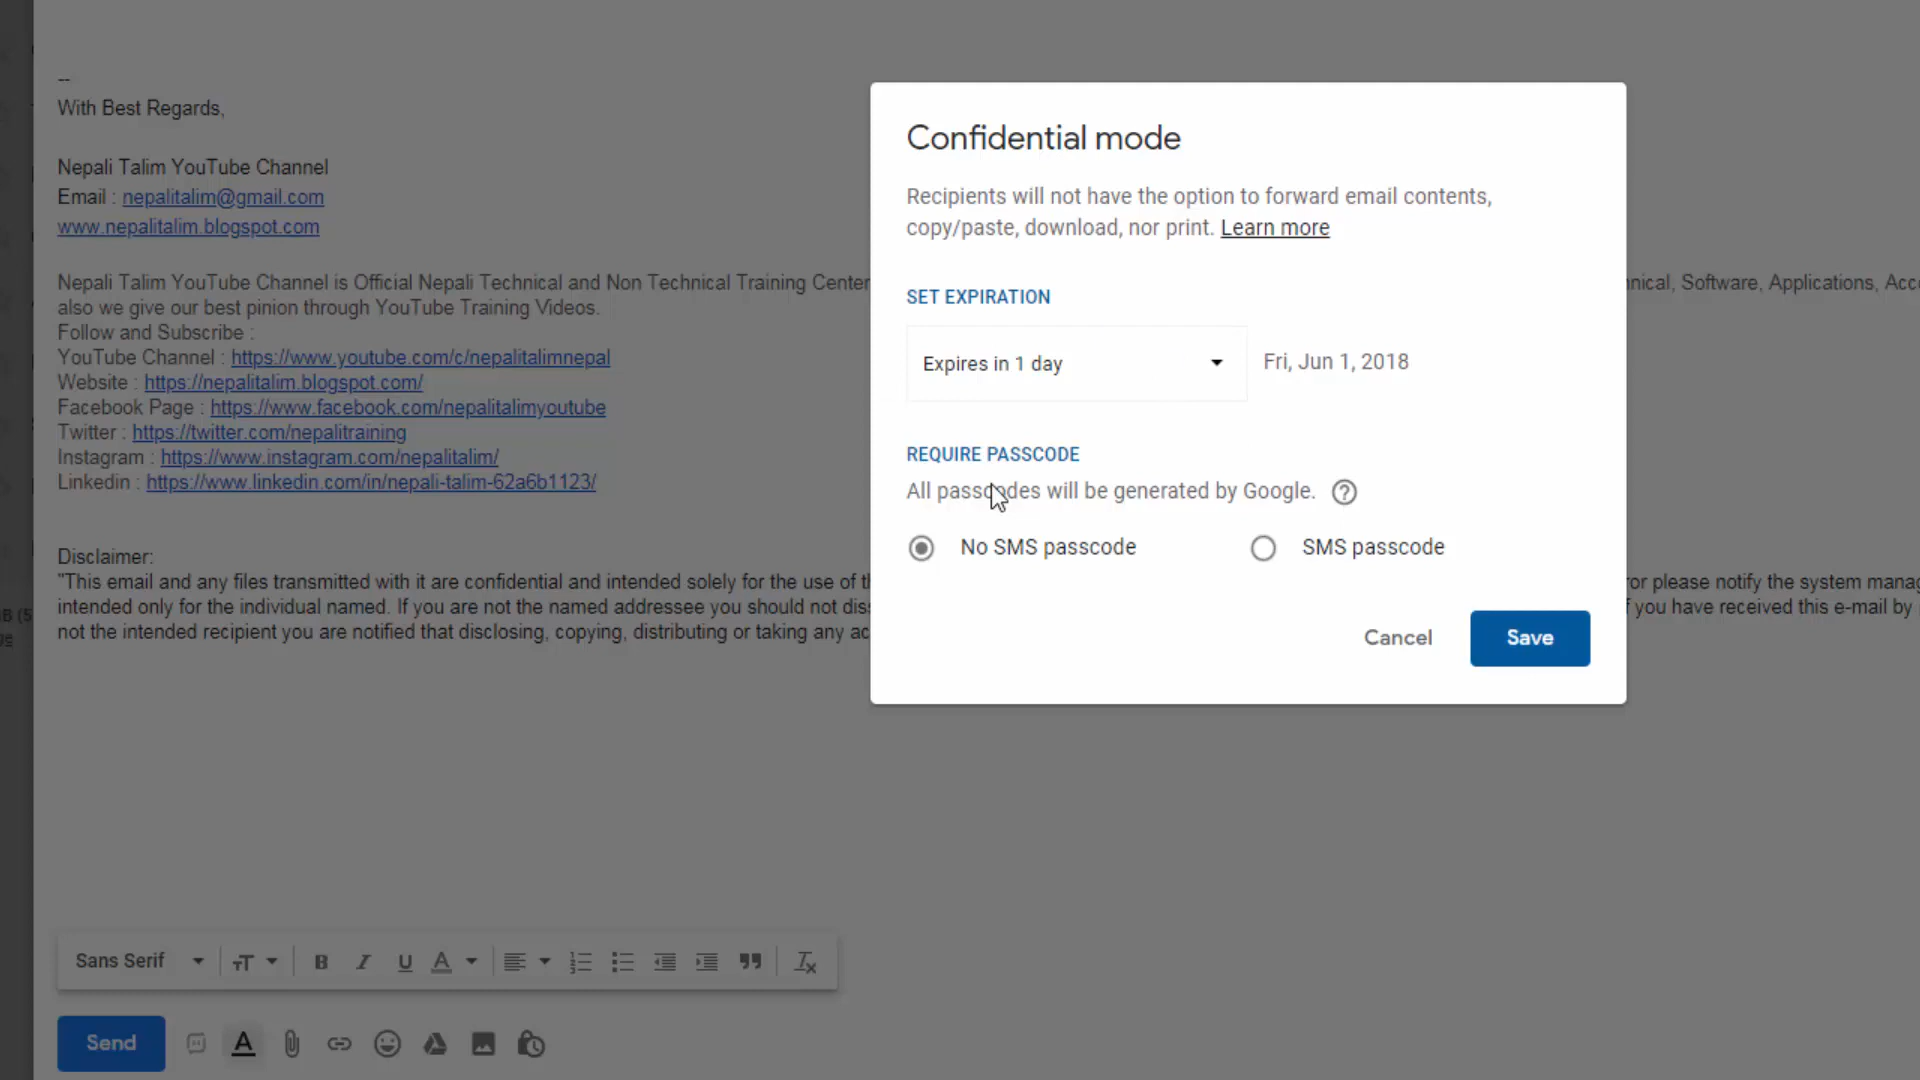 --
With Best Regards,
Nepali Talim YouTube Channel
Email : nepalitalim@gmail.com
www.nepalitalim.blogspot.com
Nepali Talim YouTube Channel is Official Nepali Technical and Non Technical Training Center
nical, Software, Applications, Acc
also we give our best pinion through YouTube Training Videos.
Follow and Subscribe :
YouTube Channel : https://www.youtube.com/c/nepalitalimnepal
Website : https://nepalitalim.blogspot.com/
Facebook Page : https://www.facebook.com/nepalitalimyoutube
Twitter : https://twitter.com/nepalitraining
Instagram : https://www.instagram.com/nepalitalim/
Linkedin : https://www.linkedin.com/in/nepali-talim-62a6b1123/
Disclaimer:
"This email and any files transmitted with it are confidential and intended solely for the use of th
or please notify the system mana
intended only for the individual named. If you are not the named addressee you should not dis
f you have received this e-mail by
not the intended recipient you are notified that disclosing, copying, distributing or taking any ac
Confidential mode
Recipients will not have the option to forward email contents,
copy/paste, download, nor print. Learn more
SET EXPIRATION
Expires in 1 day
Fri, Jun 1, 2018
REQUIRE PASSCODE
All passcodes will be generated by Google.
No SMS passcode
SMS passcode
Cancel
Save
Sans Serif
Send